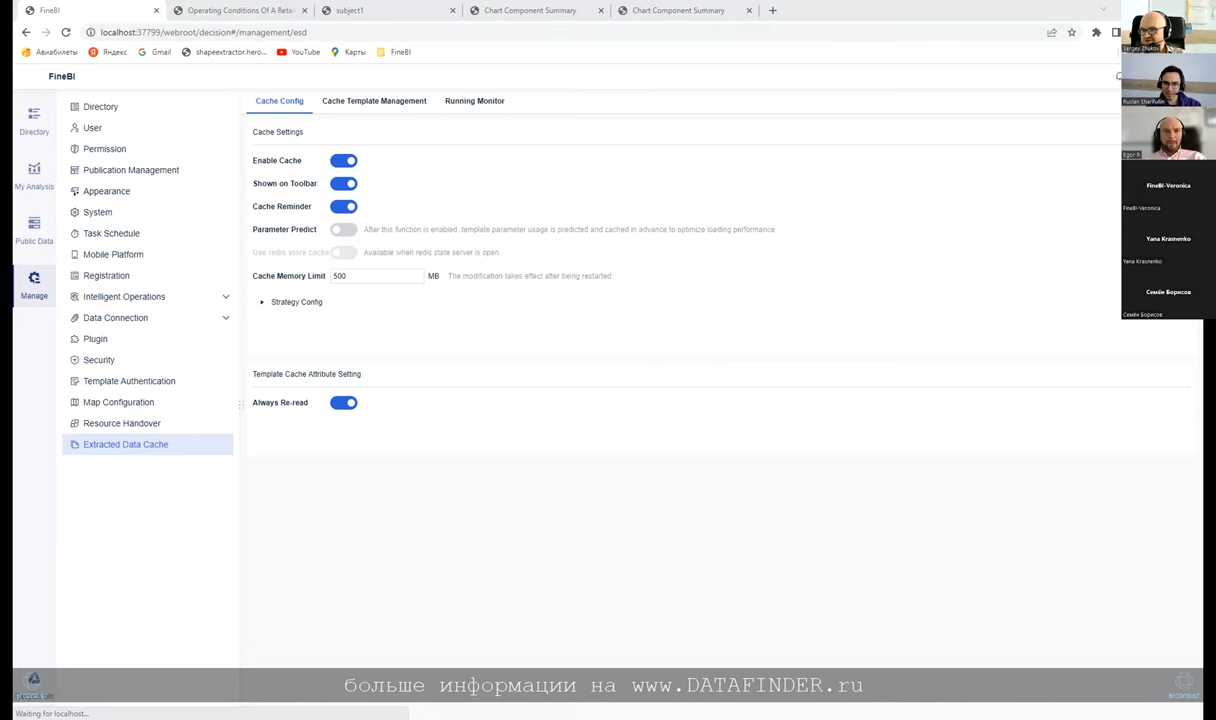 FineBI
Operating Conditions Of A Reta
subject1
Chart Component Summary
Chart Component Summary
localhost:37799/webroot/decision#/management/esd
Авиабилеты
Яндекс
Gmail
shapeextractor.hero...
YouTube
Карты
FineBI
FineBI
Directory
My Analysis
Public Data
Manage
Directory
User
Permission
Publication Management
Appearance
System
Task Schedule
Mobile Platform
Registration
Intelligent Operations
Data Connection
Plugin
Security
Template Authentication
Map Configuration
Resource Handover
Extracted Data Cache
Cache Config
Cache Template Management
Running Monitor
Cache Settings
Enable Cache
Shown on Toolbar
Cache Reminder
Parameter Predict
After this function is enabled, template parameter usage is predicted and cached in advance to optimize loading performance
Use redis store cache
Available when redis state server is open
Cache Memory Limit
500
MB
The modification takes effect after being restarted
Strategy Config
Template Cache Attribute Setting
Always Re-read
Sergey Zhukov
Ruslan Sharifullin
Egor R
FineBI-Veronica
FineBI-Veronica
Yana Krasnenko
Yana Krasnenko
Семён Борисов
Семён Борисов
больше информации на www.DATAFINDER.ru
BI CONSULT
Waiting for localhost...